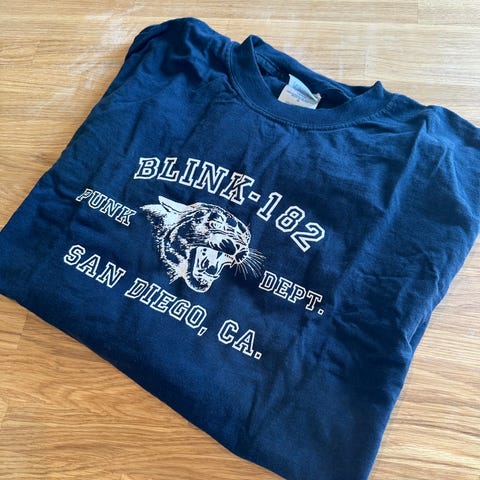 BLINK-182
PUNK
DEPT.
SAN DIEGO, CA.